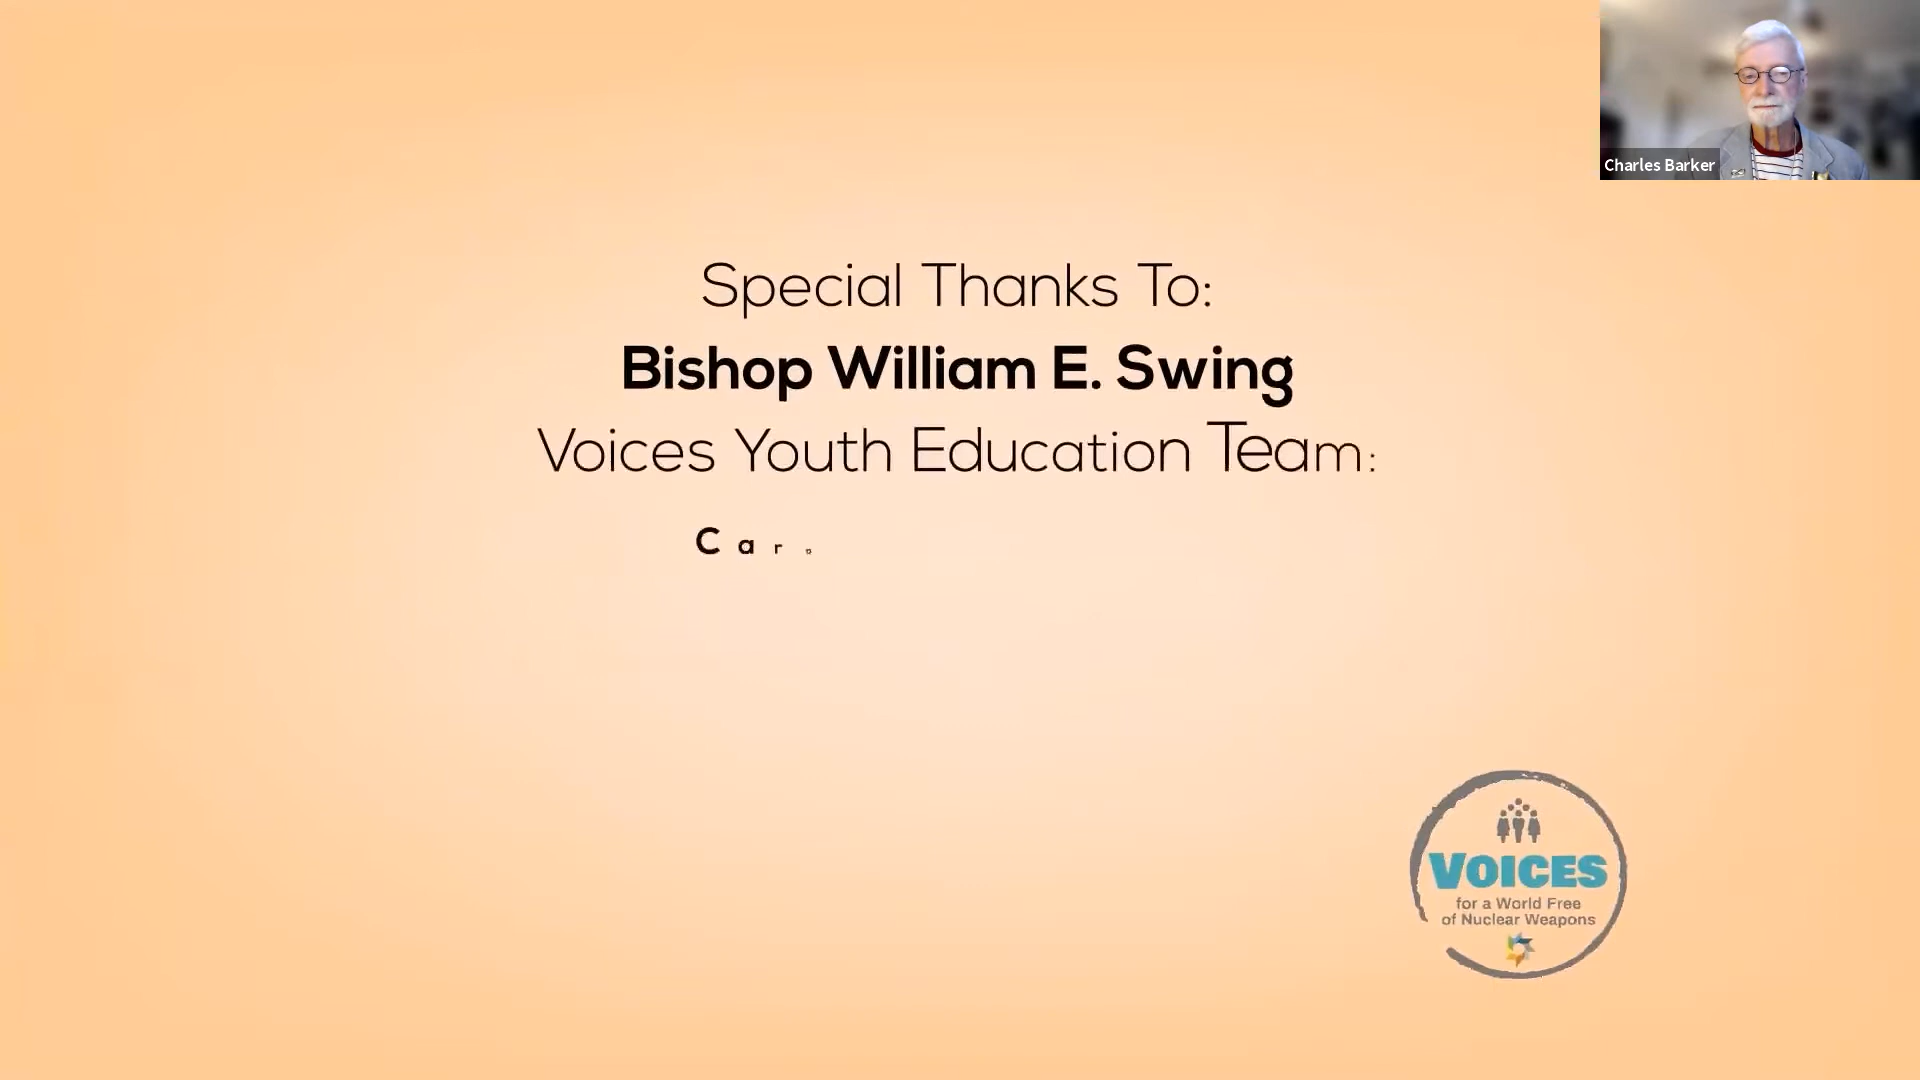 Charles Barker
Special Thanks To:
Bishop William E. Swing
Voices Youth Education Team:
Car
VOICES
for a World Free
of Nuclear Weapons